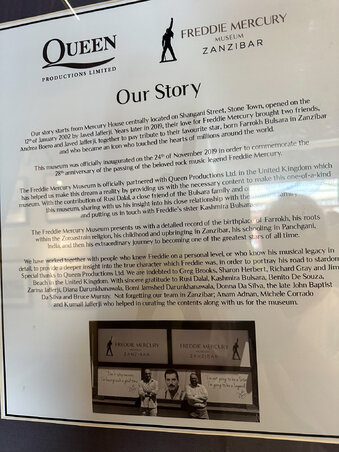 QUEEN
PRODUCTIONS LIMITED
FREDDIE MERCURY
MUSEUM
ZANZIBAR
Our Story
Our story starts from Mercury House centrally located on Shangani Street, Stone Town, opened on the
12th of January 2002 by Javed Jafferji. Years later in 2019, their love for Freddie Mercury brought two friends,
Andrea Boero and Javed Jafferji, together to pay tribute to their favourite star, born Farrokh Bulsara in Zanzibar
and who became an icon who touched the hearts of millions around the world.
This museum was officially inaugurated on the 24th of November 2019 in order to commemorate the
28th anniversary of the passing of the beloved rock music legend Freddie Mercury.
The Freddie Mercury Museum is officially partnered with Queen Productions Ltd. in the United Kingdom which
has helped us make this dream a reality by providing us with the necessary content to make this one-of-a-kind
museum. With the contribution of Rusi Dalal, a close friend of the Bulsara family and
this museum, sharing with us his insight into his close relationship with the
and putting us in touch with Freddie's sister Kashmira Bulsara.
The Freddie Mercury Museum presents us with a detailed record of the birthplace of Farrokh, his roots
within the Zoroastrian religion, his childhood and upbringing in Zanzibar, his schooling in Panchgani,
India, and then his extraordinary journey to becoming one of the greatest stars of all time.
We have worked together with people who knew Freddie on a personal level, or who know his musical legacy in
detail, to provide a deeper insight into the true character which Freddie was, in order to portray his road to stardom.
Special thanks to Queen Productions Ltd. We are indebted to Greg Brooks, Sharon Herbert, Richard Gray and Jim
Beach in the United Kingdom. With sincere gratitude to Rusi Dalal, Kashmira Bulsara, Benito De Souza,
Zarina Jafferji, Diana Darunkhanawala, Homi Jamshed Darunkhanawala, Donna Da Silva, the late John Baptist
Da Silva and Bruce Murray. Not forgetting our team in Zanzibar; Anam Adnan, Michele Corrado
and Kumail Jafferji who helped in curating the contents along with us for the museum.
FREDDIE MERCURY
MUSEUM
ZANZIBAR
FREDDIE MERCURY
MUSEUM
ZANZIBAR